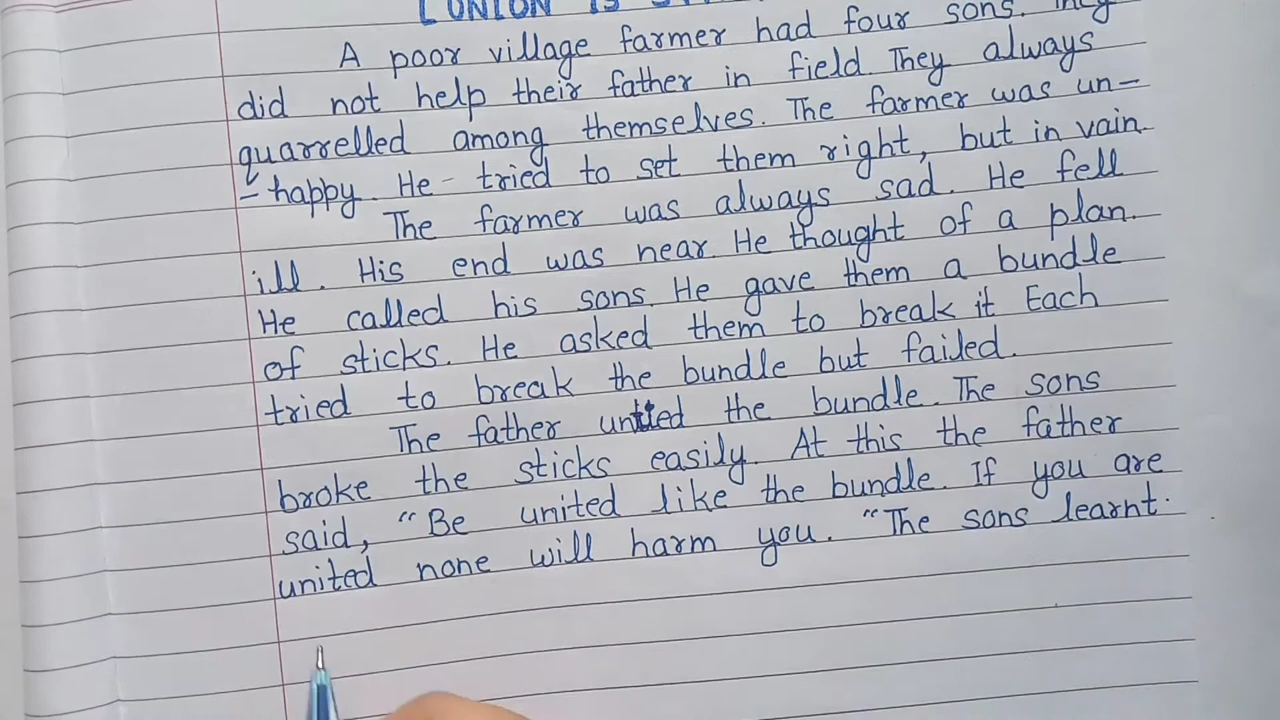 [UNION IS
A poor village farmer had four sons. They
did not help their father in field. They always
quarrelled among themselves. The farmer was un-
-happy. He tried to set them right, but in vain.
The farmer was always sad. He fell
ill. His end was near. He thought of a plan.
He called his sons. He gave them a bundle
of sticks. He asked them to break it. Each
tried to break the bundle but failed.
The father untied the bundle. The sons
broke the sticks easily. At this the father
said, “Be united like the bundle. If you are
united none will harm you. “The sons learnt.